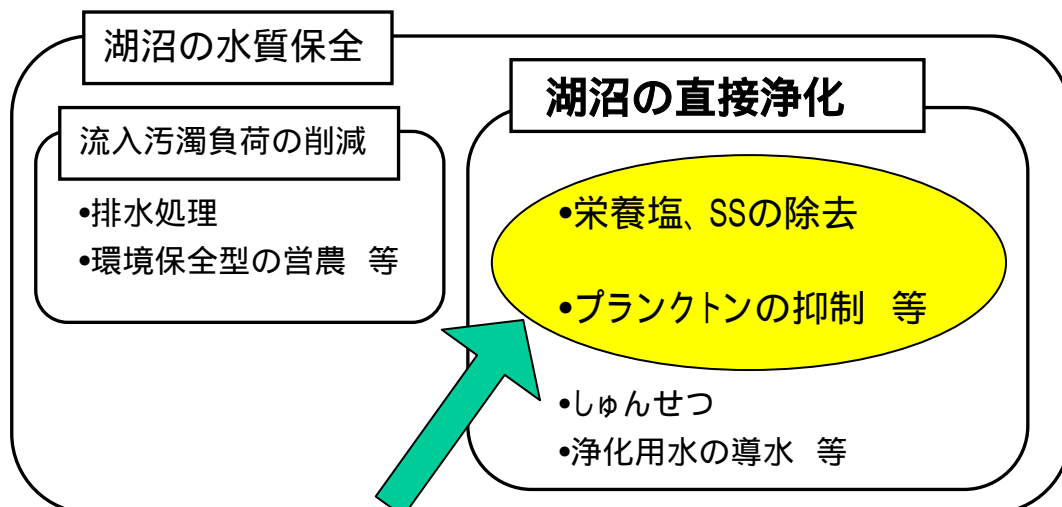 湖沼の水質保全
流入汚濁負荷の削減
•排水処理
•環境保全型の営農 等
湖沼の直接浄化
•栄養塩、SSの除去
•プランクトンの抑制 等
•しゅんせつ
•浄化用水の導水 等